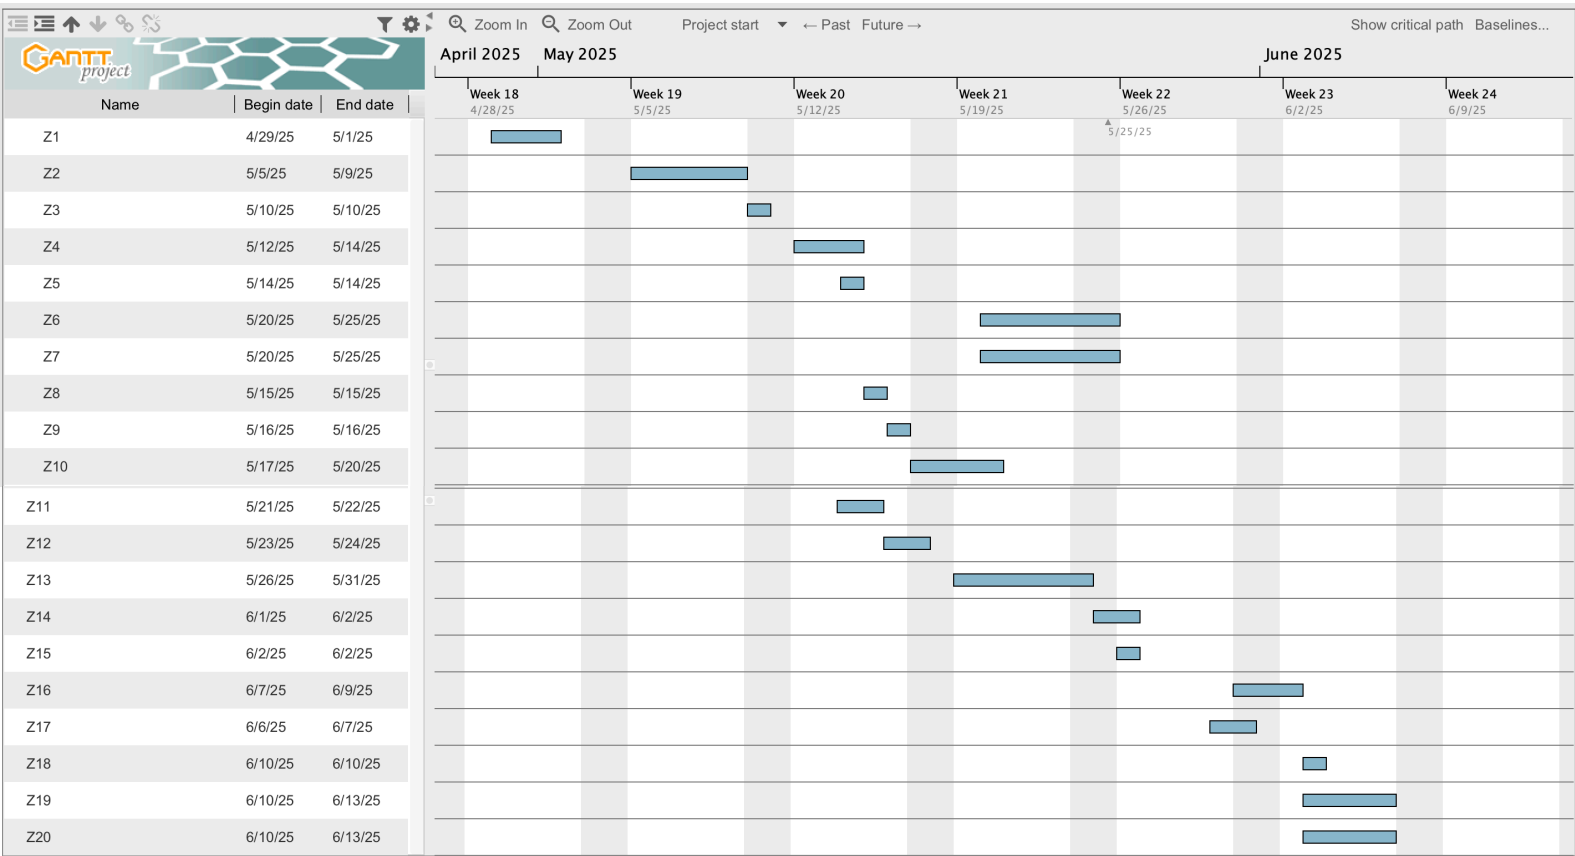 Zoom In Zoom Out Project start ← Past Future → Show critical path Baselines...
GANTT
project
April 2025 May 2025 June 2025
Week 18 Week 19 Week 20 Week 21 Week 22 Week 23 Week 24
4/28/25 5/5/25 5/12/25 5/19/25 5/26/25 6/2/25 6/9/25
5/25/25
Name Begin date End date
Z1 4/29/25 5/1/25
Z2 5/5/25 5/9/25
Z3 5/10/25 5/10/25
Z4 5/12/25 5/14/25
Z5 5/14/25 5/14/25
Z6 5/20/25 5/25/25
Z7 5/20/25 5/25/25
Z8 5/15/25 5/15/25
Z9 5/16/25 5/16/25
Z10 5/17/25 5/20/25
Z11 5/21/25 5/22/25
Z12 5/23/25 5/24/25
Z13 5/26/25 5/31/25
Z14 6/1/25 6/2/25
Z15 6/2/25 6/2/25
Z16 6/7/25 6/9/25
Z17 6/6/25 6/7/25
Z18 6/10/25 6/10/25
Z19 6/10/25 6/13/25
Z20 6/10/25 6/13/25